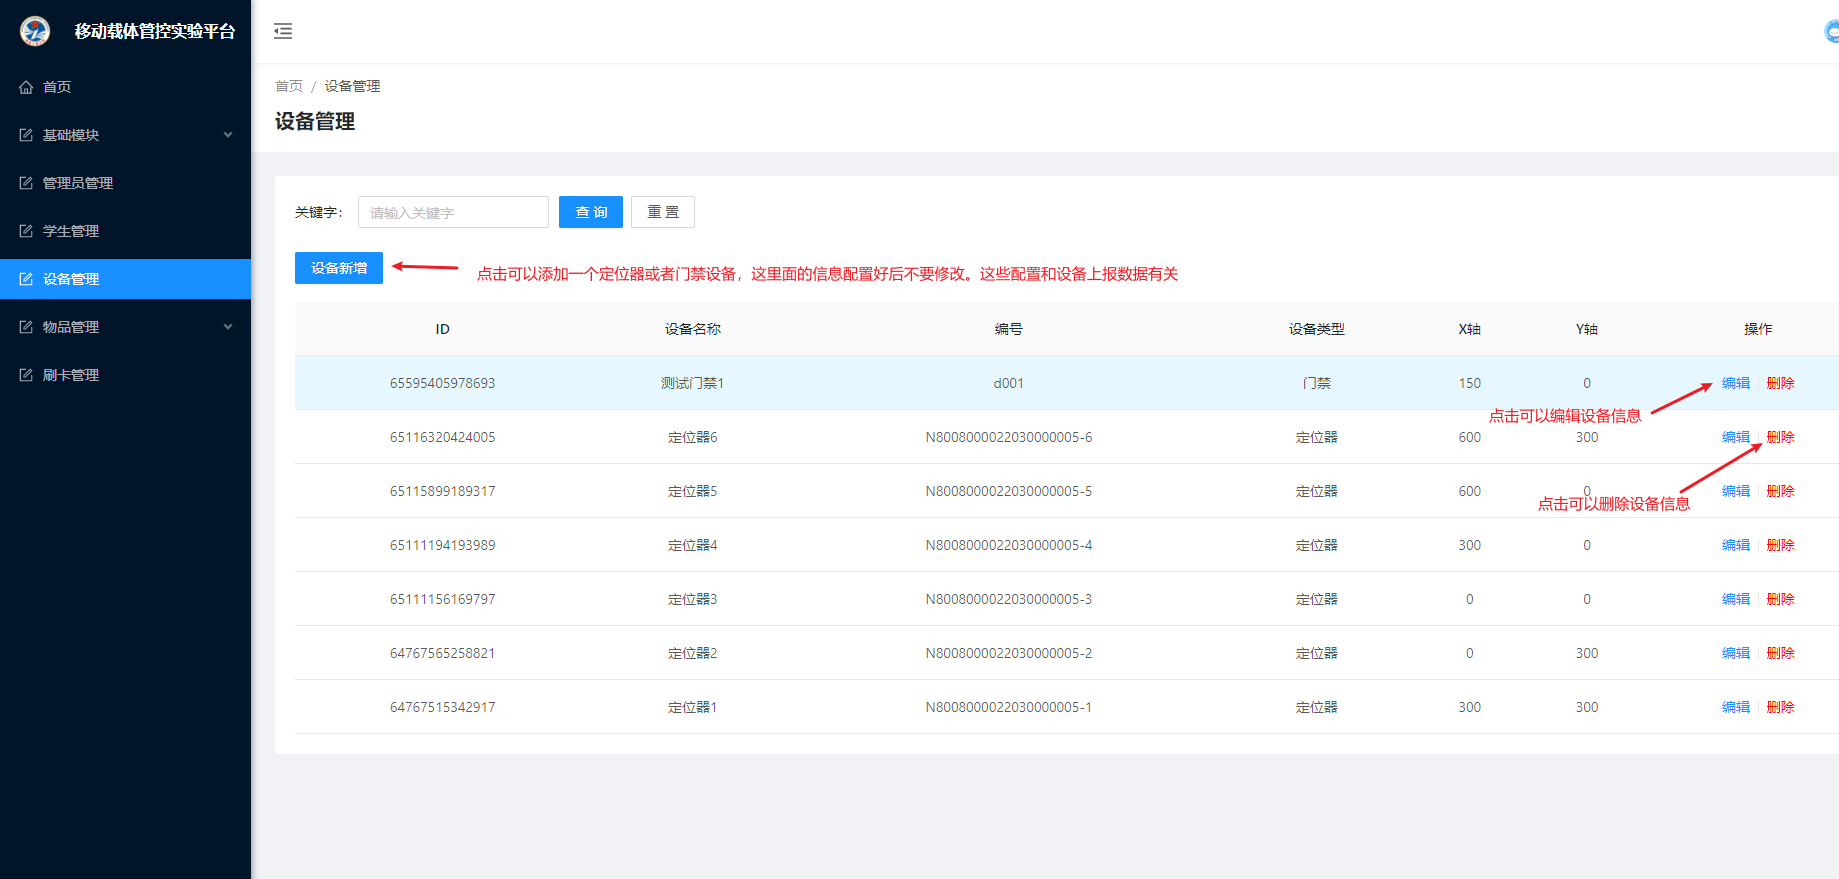 移动载体管控实验平台
首页
基础模块
管理员管理
学生管理
设备管理
物品管理
刷卡管理
首页 / 设备管理
设备管理
关键字: 请输入关键字 查 询 重 置
设备新增 点击可以添加一个定位器或者门禁设备，这里面的信息配置好后不要修改。这些配置和设备上报数据有关
ID 设备名称 编号 设备类型 X轴 Y轴 操作
65595405978693 测试门禁1 d001 门禁 150 0 编辑 删除
点击可以编辑设备信息
65116320424005 定位器6 N8008000022030000005-6 定位器 600 300 编辑 删除
65115899189317 定位器5 N8008000022030000005-5 定位器 600 0 编辑 删除
点击可以删除设备信息
65111194193989 定位器4 N8008000022030000005-4 定位器 300 0 编辑 删除
65111156169797 定位器3 N8008000022030000005-3 定位器 0 0 编辑 删除
64767565258821 定位器2 N8008000022030000005-2 定位器 0 300 编辑 删除
64767515342917 定位器1 N8008000022030000005-1 定位器 300 300 编辑 删除